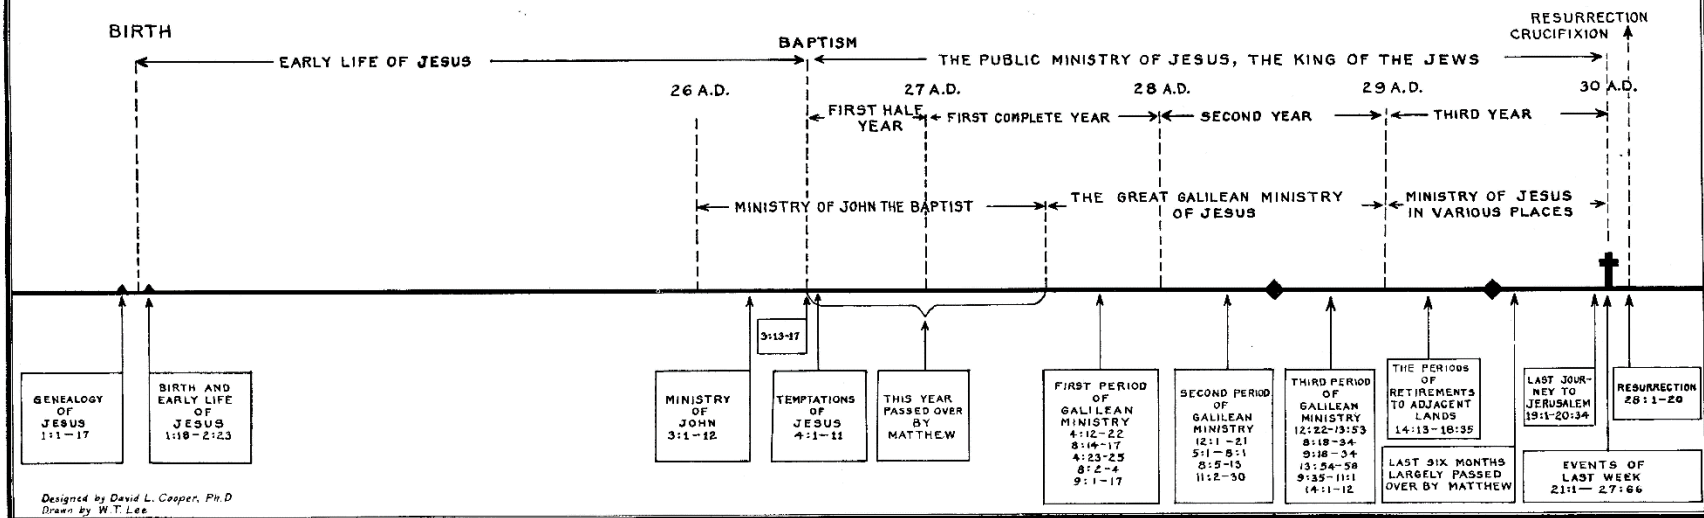 BIRTH
RESURRECTION
CRUCIFIXION
BAPTISM
EARLY LIFE OF JESUS
THE PUBLIC MINISTRY OF JESUS, THE KING OF THE JEWS
26 A.D.
27 A.D.
28 A.D.
29 A.D.
30 A.D.
FIRST HALF
YEAR
FIRST COMPLETE YEAR
SECOND YEAR
THIRD YEAR
MINISTRY OF JOHN THE BAPTIST
THE GREAT GALILEAN MINISTRY
OF JESUS
MINISTRY OF JESUS
IN VARIOUS PLACES
3:13-17
GENEALOGY
OF
JESUS
1:1-17
BIRTH AND
EARLY LIFE
OF
JESUS
1:18-2:23
MINISTRY
OF
JOHN
3:1-12
TEMPTATIONS
OF
JESUS
4:1-11
THIS YEAR
PASSED OVER
BY
MATTHEW
FIRST PERIOD
OF
GALILEAN
MINISTRY
4:12-22
8:14-17
4:23-25
8:2-4
9:1-17
SECOND PERIOD
OF
GALILEAN
MINISTRY
12:1-21
5:1-8:1
8:5-13
11:2-30
THIRD PERIOD
OF
GALILEAN
MINISTRY
12:22-13:53
8:18-34
9:18-34
13:54-58
9:35-11:1
14:1-12
THE PERIODS
OF
RETIREMENTS
TO ADJACENT
LANDS
14:13-18:35
LAST SIX MONTHS
LARGELY PASSED
OVER BY MATTHEW
LAST JOUR-
NEY TO
JERUSALEM
19:1-20:34
EVENTS OF
LAST WEEK
21:1-27:66
RESURRECTION
28:1-20
Designed by David L. Cooper, Ph.D
Drawn by W.T. Lee